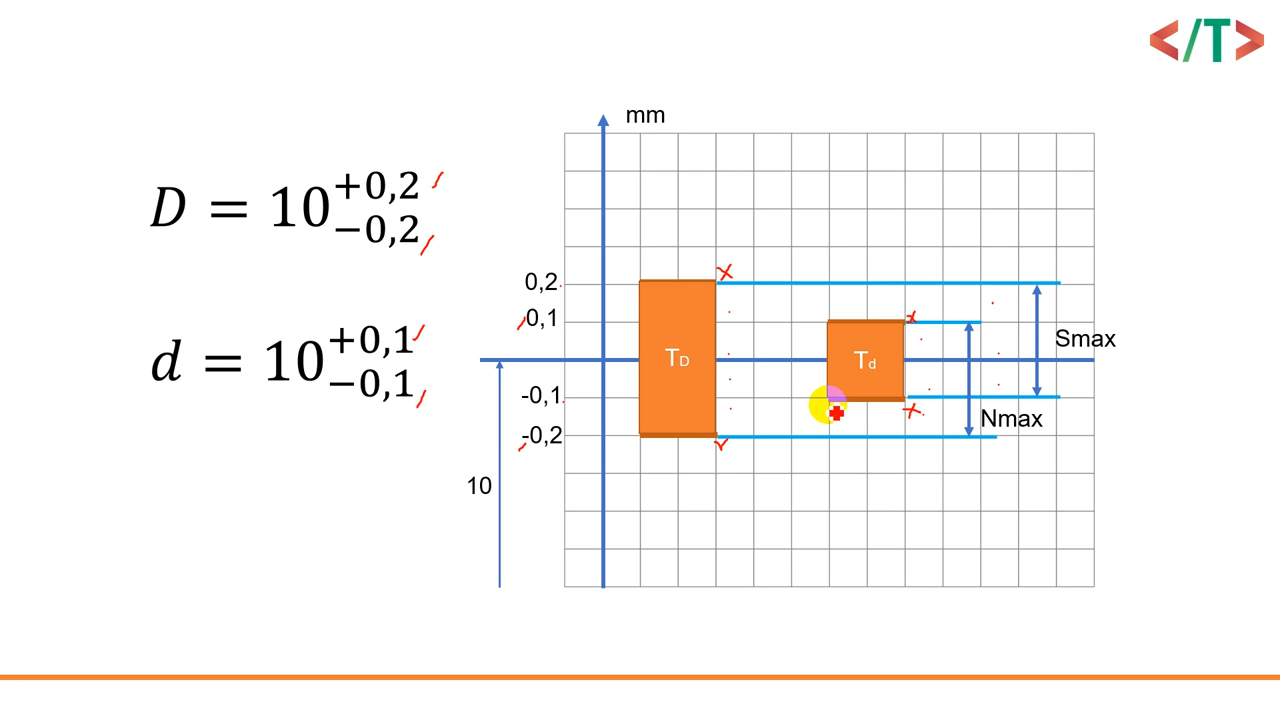 </T>
mm
D = 10 +0,2 −0,2
d = 10 +0,1 −0,1
0,2
0,1
-0,1
-0,2
10
TD
Td
Smax
Nmax